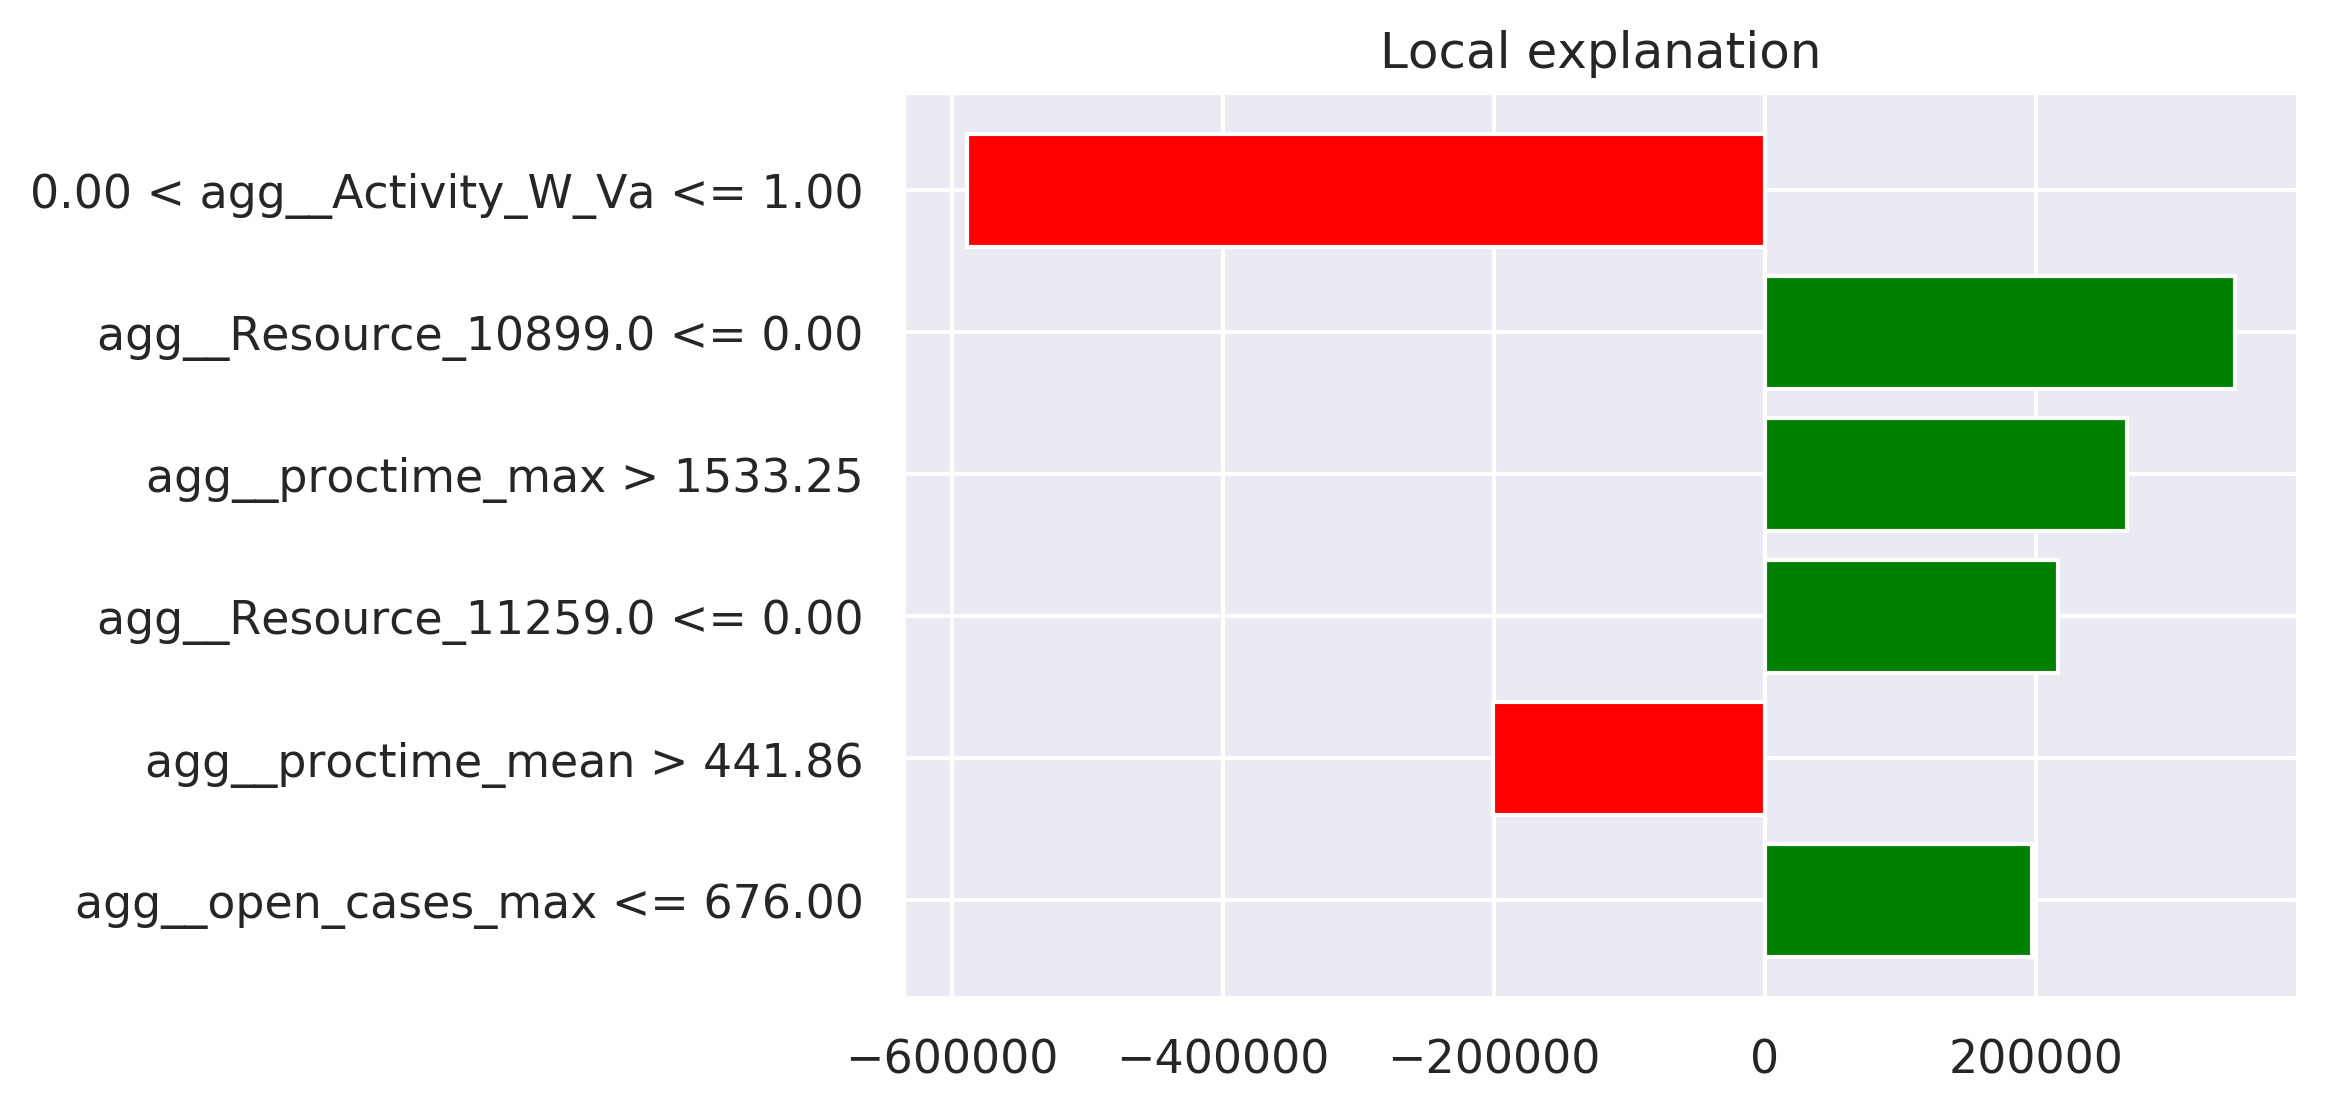 Local explanation
0.00 < agg__Activity_W_Va <= 1.00
agg__Resource_10899.0 <= 0.00
agg__proctime_max > 1533.25
agg__Resource_11259.0 <= 0.00
agg__proctime_mean > 441.86
agg__open_cases_max <= 676.00
−600000 −400000 −200000 0 200000